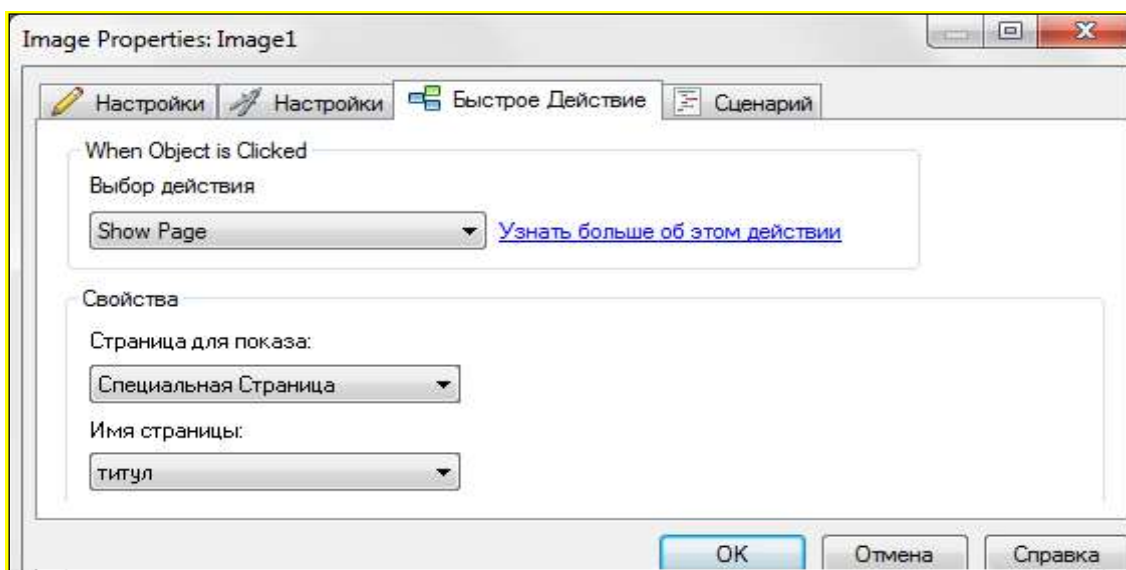 Image Properties: Image1
Настройки Настройки Быстрое Действие Сценарий
When Object is Clicked
Выбор действия
Show Page Узнать больше об этом действии
Свойства
Страница для показа:
Специальная Страница
Имя страницы:
титул
OK Отмена Справка